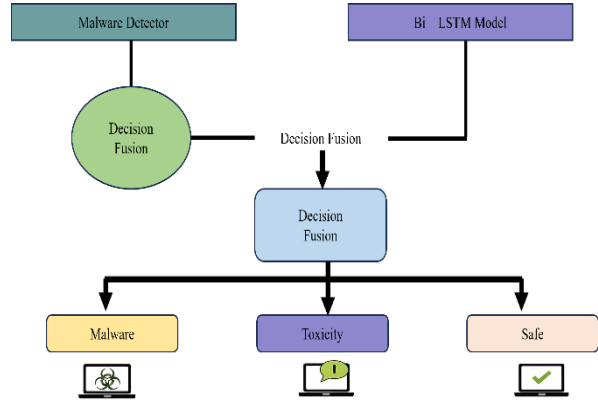 Malware Detector
Bi LSTM Model
Decision
Fusion
Decision Fusion
Decision
Fusion
Malware
Toxicity
Safe
!